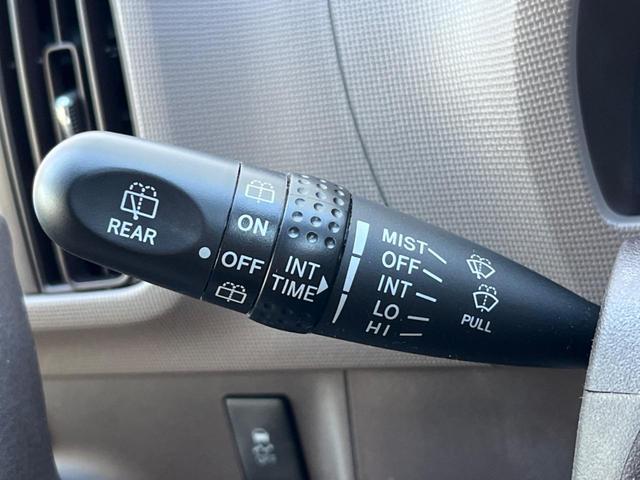 REAR
ON
OFF
INT
TIME
MIST
OFF
INT
LO
HI
PULL